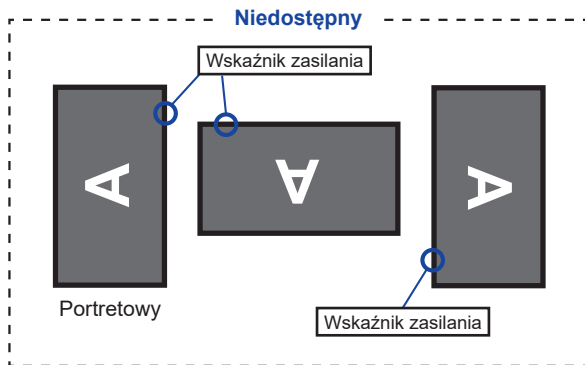 Niedostępny
Wskaźnik zasilania
A
A
A
Portretowy
Wskaźnik zasilania